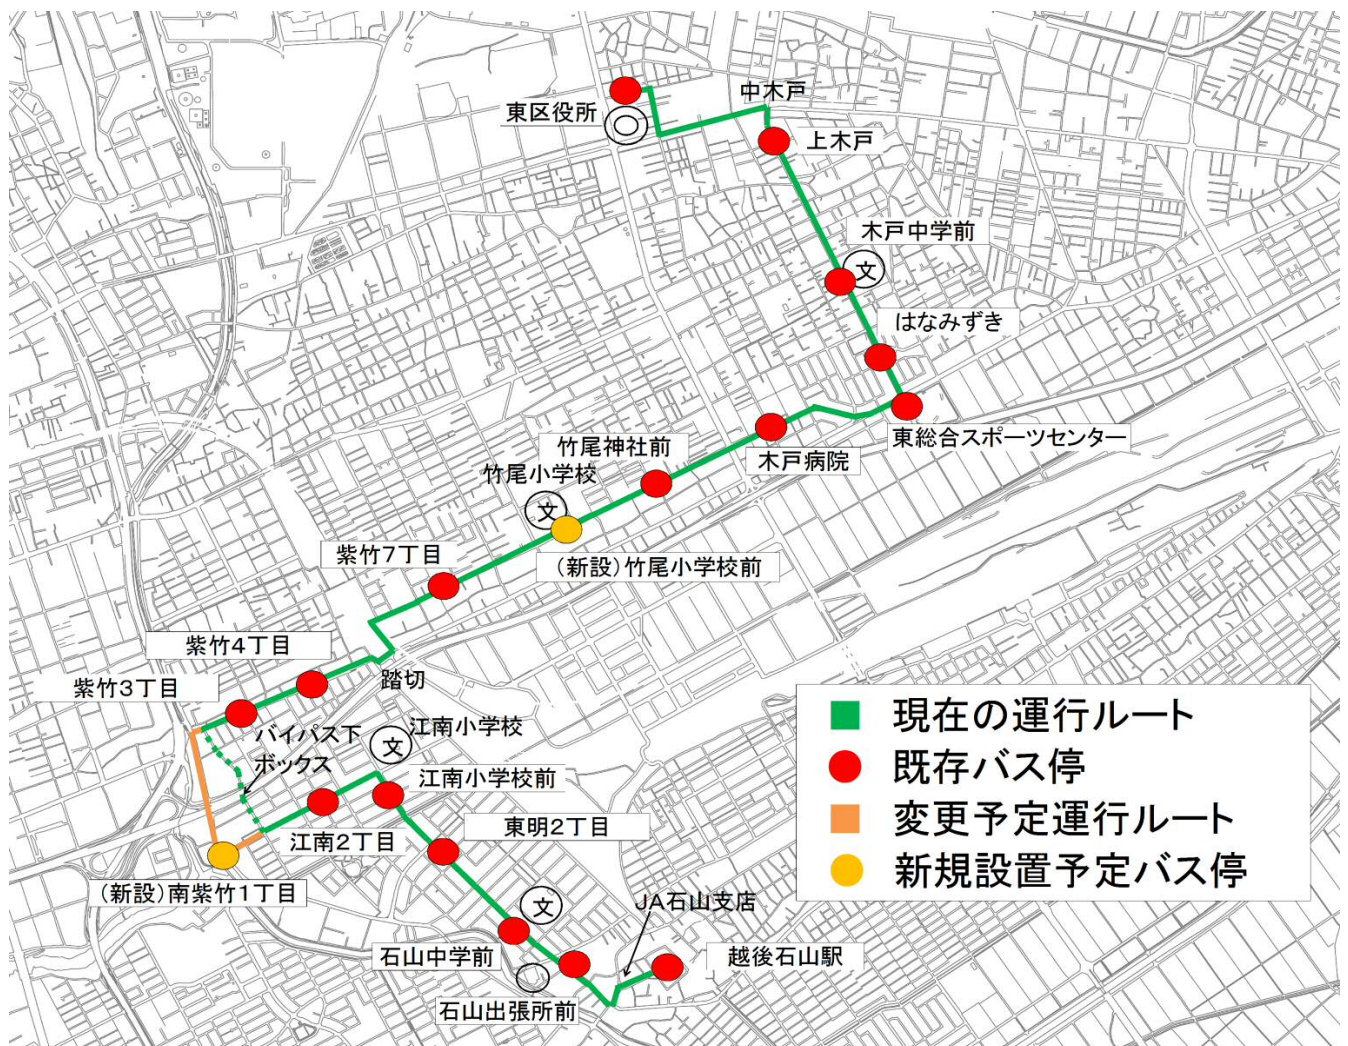 東区役所
中木戸
上木戸
木戸中学前
文
はなみずき
東総合スポーツセンター
木戸病院
竹尾神社前
竹尾小学校
文
(新設)竹尾小学校前
紫竹7丁目
紫竹4丁目
紫竹3丁目
踏切
バイパス下
ボックス
文
江南小学校
江南小学校前
江南2丁目
東明2丁目
(新設)南紫竹1丁目
文
石山中学前
石山出張所前
JA石山支店
越後石山駅
現在の運行ルート
既存バス停
変更予定運行ルート
新規設置予定バス停